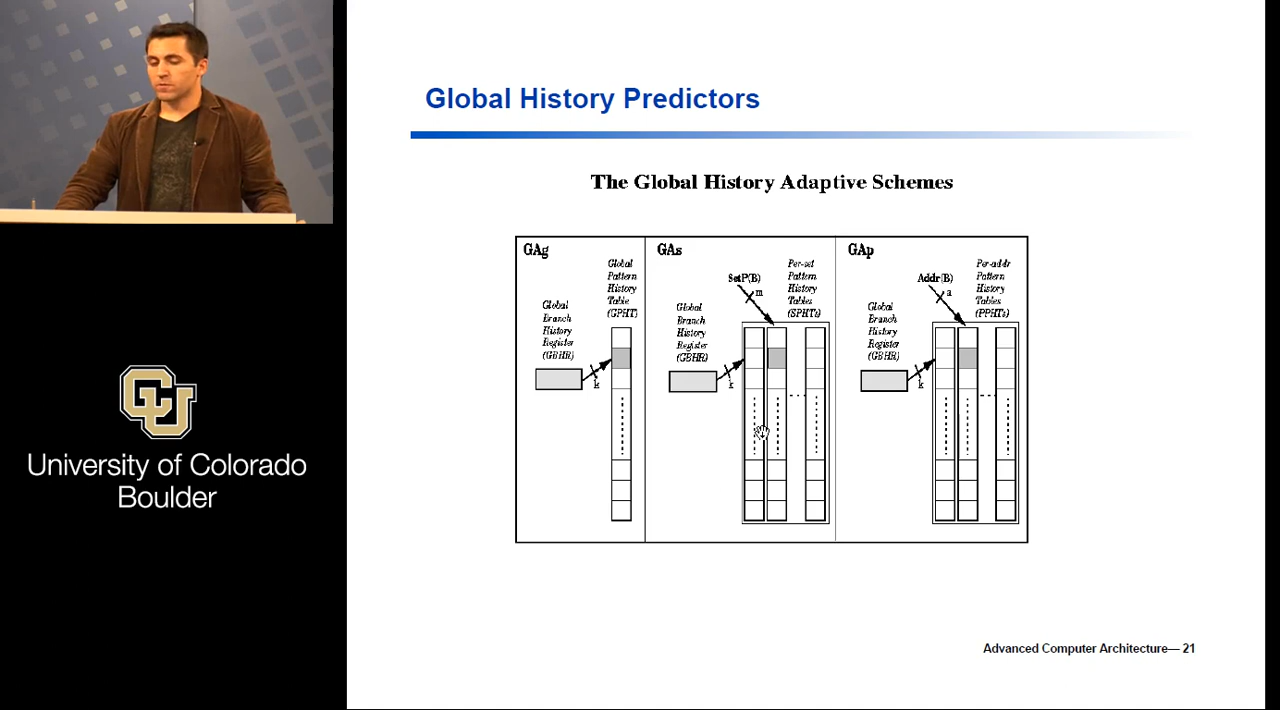 Global History Predictors
The Global History Adaptive Schemes
GAg
Global
Pattern
History
Table
(GPHT)
Global
Branch
History
Register
(GBHR)
k
GAs
SetP(B)
m
Per-set
Pattern
History
Tables
(SPHTs)
Global
Branch
History
Register
(GBHR)
k
GAp
Addr(B)
a
Per-addr
Pattern
History
Tables
(PPHTs)
Global
Branch
History
Register
(GBHR)
k
CU
University of Colorado
Boulder
Advanced Computer Architecture— 21